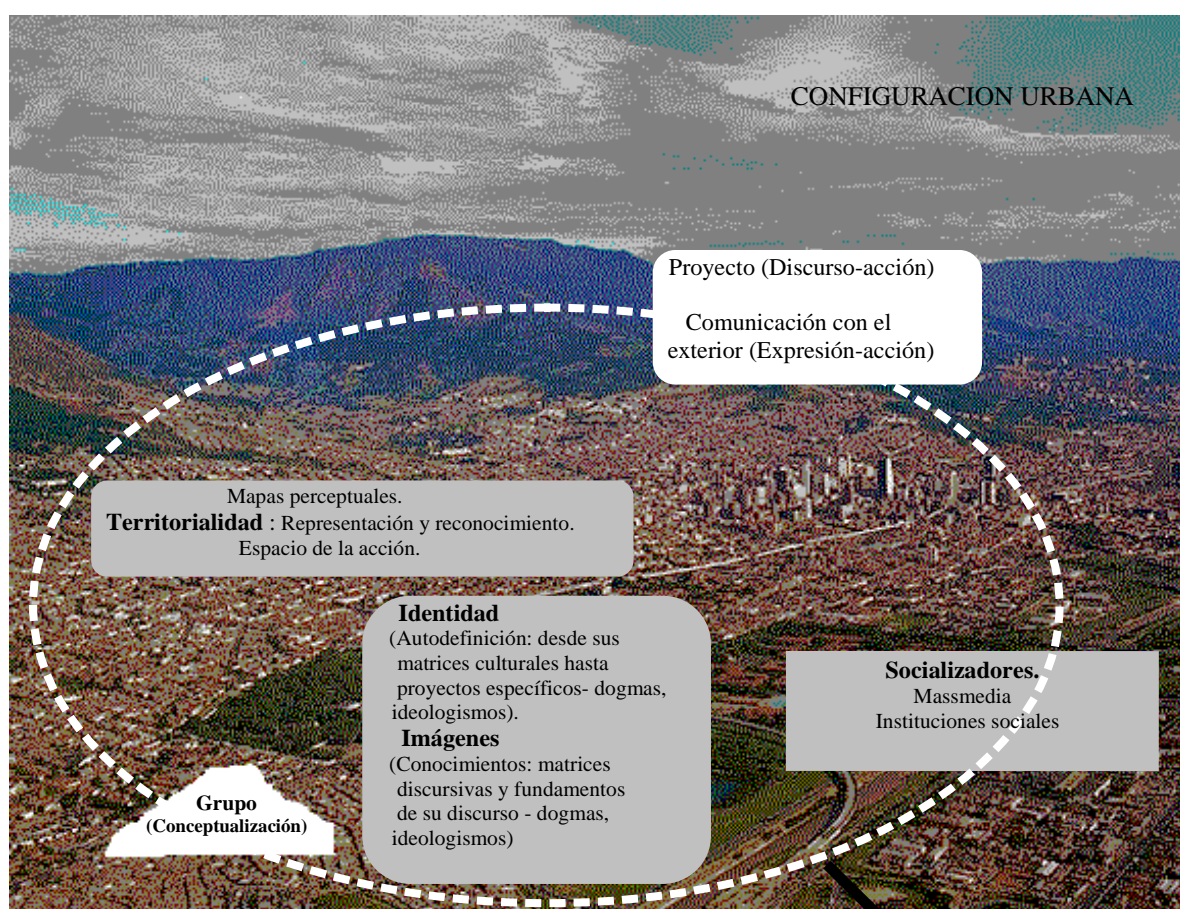 CONFIGURACION URBANA
Proyecto (Discurso-acción)
Comunicación con el
exterior (Expresión-acción)
Mapas perceptuales.
Territorialidad : Representación y reconocimiento.
Espacio de la acción.
Identidad
(Autodefinición: desde sus
matrices culturales hasta
proyectos específicos- dogmas,
ideologismos).
Imágenes
(Conocimientos: matrices
discursivas y fundamentos
de su discurso - dogmas,
ideologismos)
Socializadores.
Massmedia
Instituciones sociales
Grupo
(Conceptualización)